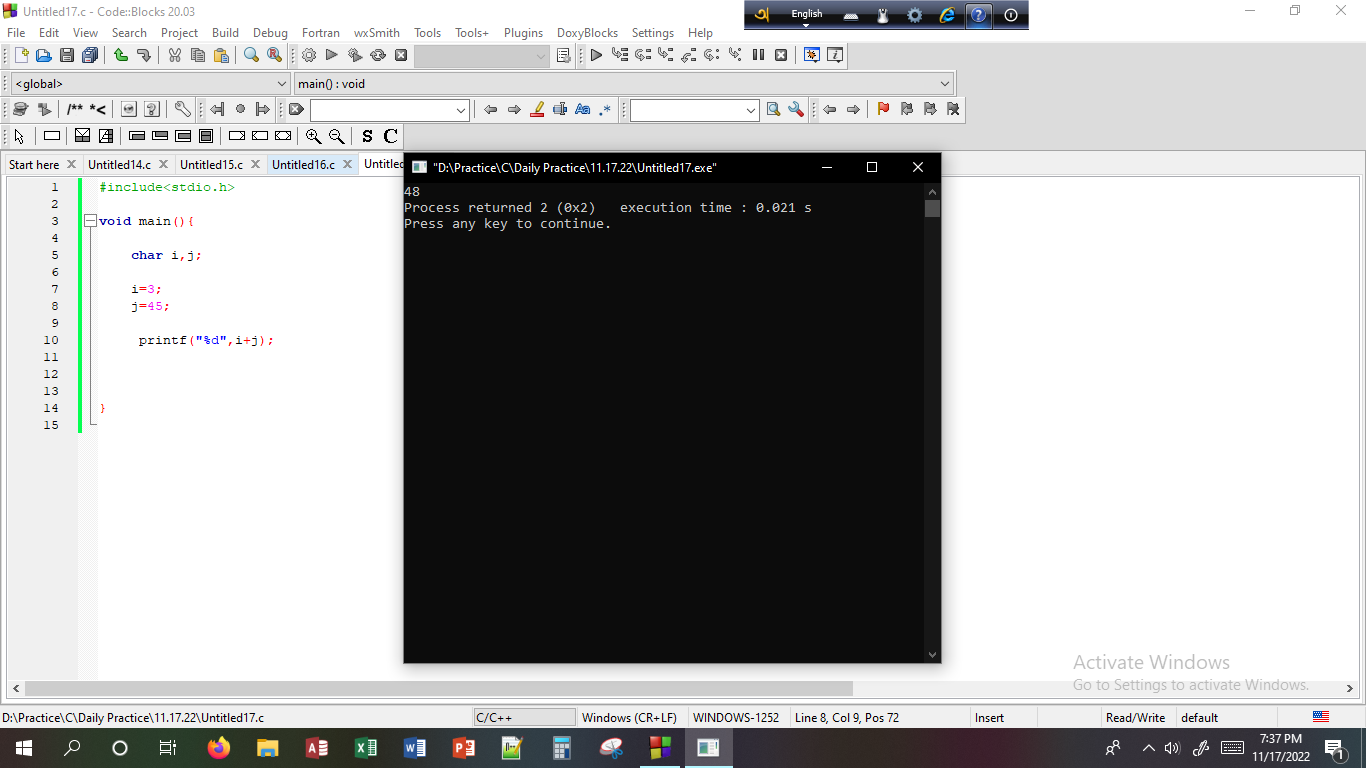 Untitled17.c - Code::Blocks 20.03
English
File Edit View Search Project Build Debug Fortran wxSmith Tools Tools+ Plugins DoxyBlocks Settings Help
<global> main() : void
/** *<
Aa .*
S C
Start here Untitled14.c Untitled15.c Untitled16.c
"D:\Practice\C\Daily Practice\11.17.22\Untitled17.exe"
48
Process returned 2 (0x2)   execution time : 0.021 s
Press any key to continue.
1 #include<stdio.h>
2
3 void main(){
4
5 char i,j;
6
7 i=3;
8 j=45;
9
10 printf("%d",i+j);
11
12
13
14 }
15
Activate Windows
Go to Settings to activate Windows.
D:\Practice\C\Daily Practice\11.17.22\Untitled17.c C/C++ Windows (CR+LF) WINDOWS-1252 Line 8, Col 9, Pos 72 Insert Read/Write default
7:37 PM
11/17/2022
1